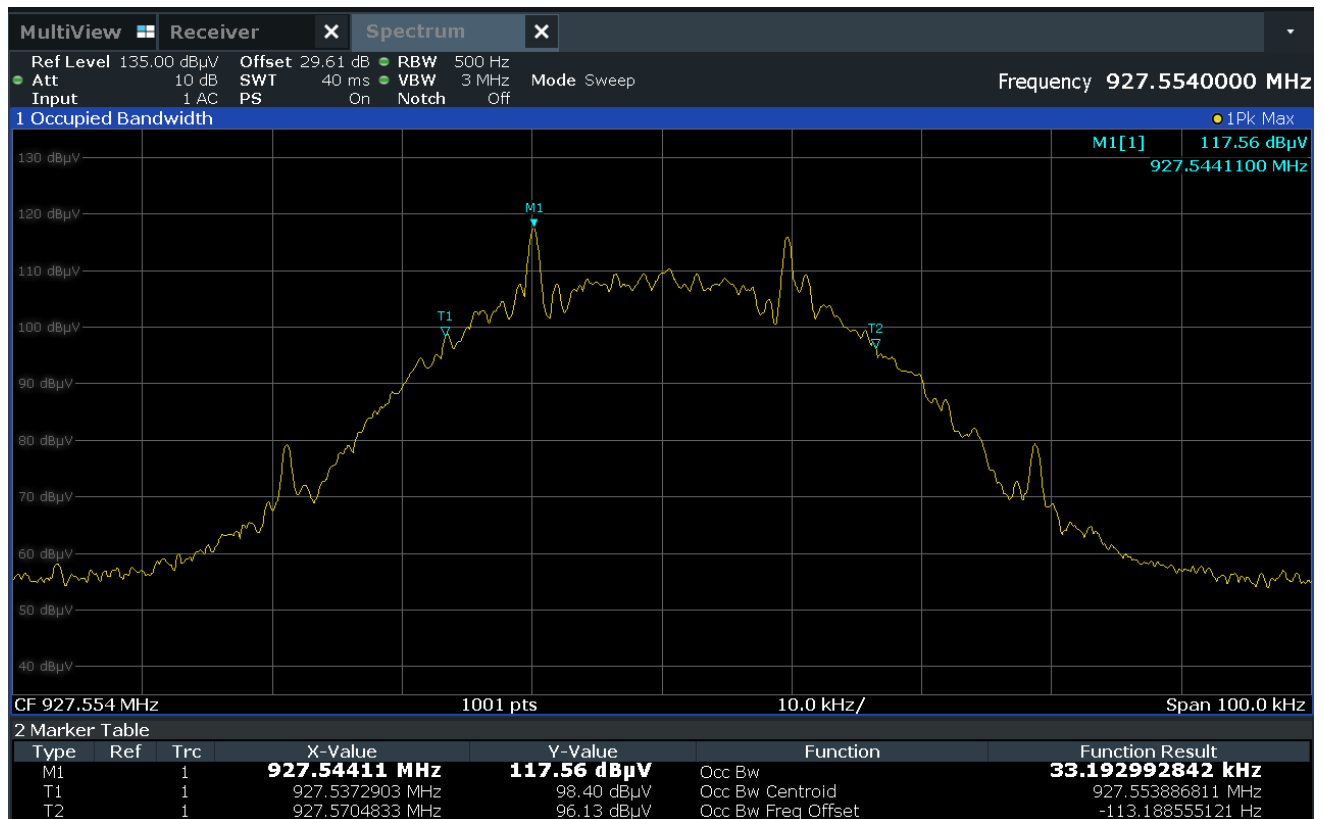 MultiView Receiver X Spectrum X
Ref Level 135.00 dBµV Offset 29.61 dB RBW 500 Hz
Att 10 dB SWT 40 ms VBW 3 MHz Mode Sweep Frequency 927.5540000 MHz
Input 1 AC PS On Notch Off
1 Occupied Bandwidth 1Pk Max
M1[1] 117.56 dBµV
130 dBµV
927.5441100 MHz
M1
120 dBµV
110 dBµV
T1
100 dBµV
T2
90 dBµV
80 dBµV
70 dBµV
60 dBµV
50 dBµV
40 dBµV
CF 927.554 MHz 1001 pts 10.0 kHz/ Span 100.0 kHz
2 Marker Table
Type Ref Trc X-Value Y-Value Function Function Result
M1 1 927.54411 MHz 117.56 dBµV Occ Bw 33.192992842 kHz
T1 1 927.5372903 MHz 98.40 dBµV Occ Bw Centroid 927.553886811 MHz
T2 1 927.5704833 MHz 96.13 dBµV Occ Bw Freq Offset -113.188555121 Hz